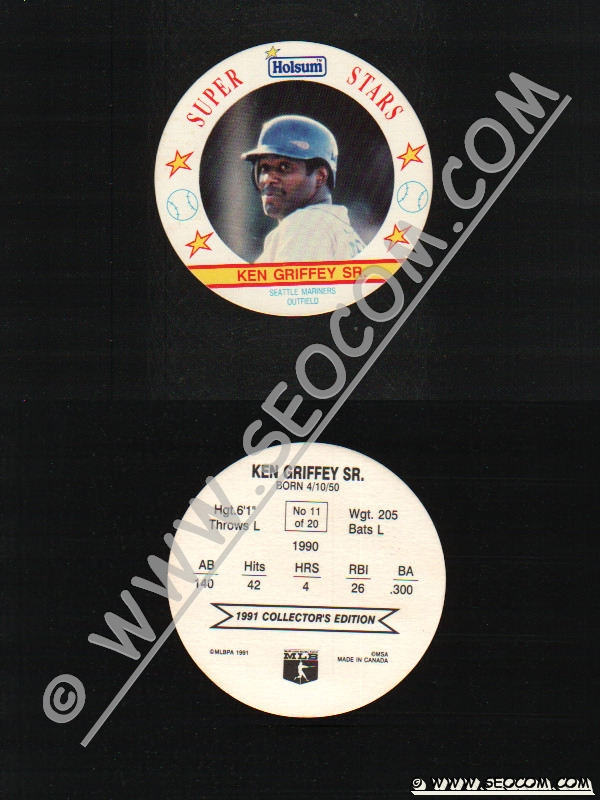 Holsum™
SUPER STARS
KEN GRIFFEY SR.
SEATTLE MARINERS
OUTFIELD
KEN GRIFFEY SR.
BORN 4/10/50
Hgt.6'1" No 11 Wgt. 205
Throws L of 20 Bats L
1990
AB Hits HRS RBI BA
140 42 4 26 .300
1991 COLLECTOR'S EDITION
©MLBPA 1991 MLB ©MSA
MADE IN CANADA
© WWW.SEOCOM.COM
© WWW.SEOCOM.COM